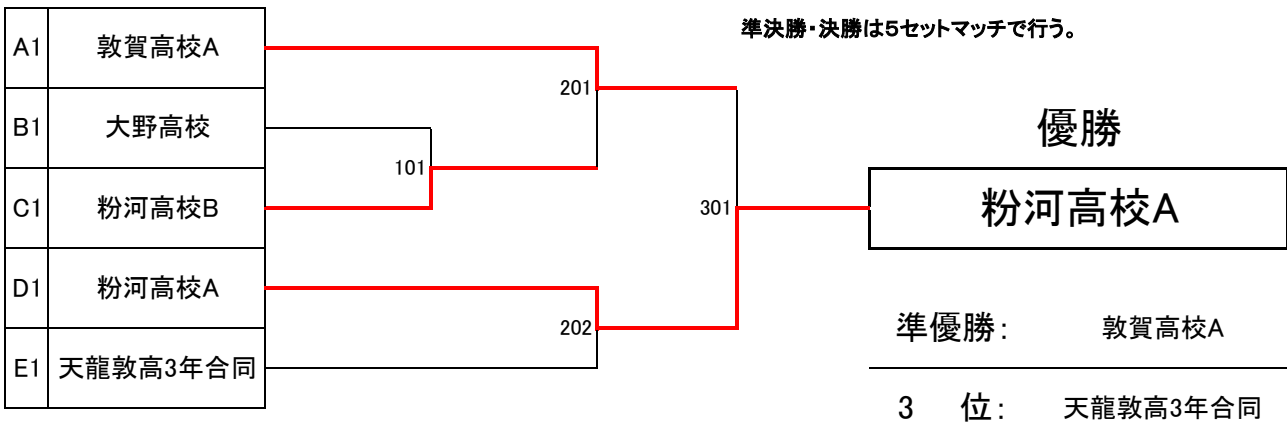 準決勝・決勝は5セットマッチで行う。
A1 敦賀高校A
201
B1 大野高校
優勝
101
C1 粉河高校B
301
粉河高校A
D1 粉河高校A
202
準優勝: 敦賀高校A
E1 天龍敦高3年合同
3 位: 天龍敦高3年合同